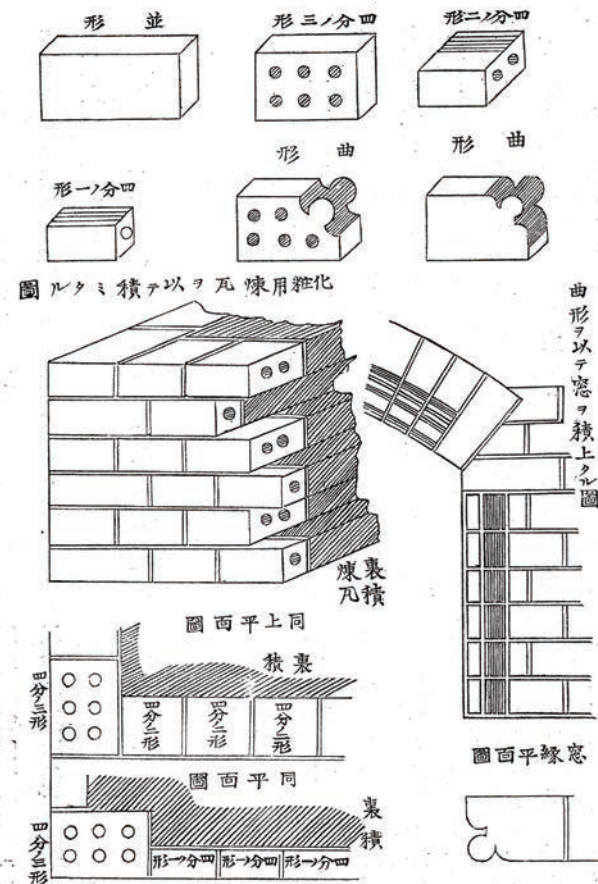 並形
四分ノ三形
四分ノ二形
四分ノ一形
曲形
曲形
化粧用煉瓦ヲ以テ積ミタル圖
曲形ヲ以テ窓ヲ積上タル圖
裏積
煉瓦
同上平面圖
裏積
四分ノ三形
四分ノ二形
四分ノ二形
四分ノ二形
同平面圖
裏積
四分ノ三形
四分ノ一形
四分ノ一形
四分ノ一形
窓縁平面圖